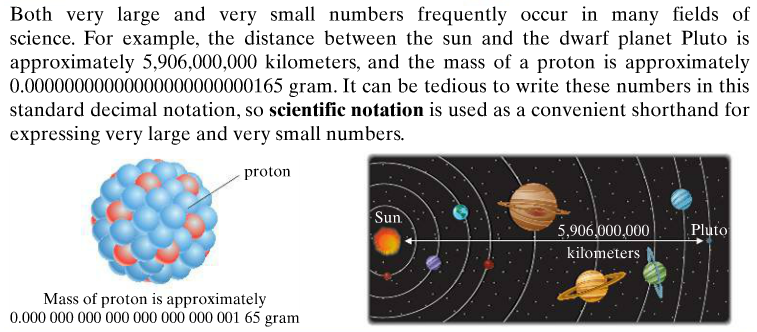 Both very large and very small numbers frequently occur in many fields of
science. For example, the distance between the sun and the dwarf planet Pluto is
approximately 5,906,000,000 kilometers, and the mass of a proton is approximately
0.00000000000000000000000165 gram. It can be tedious to write these numbers in this
standard decimal notation, so scientific notation is used as a convenient shorthand for
expressing very large and very small numbers.
proton
Mass of proton is approximately
0.000 000 000 000 000 000 000 001 65 gram
Sun
5,906,000,000
kilometers
Pluto